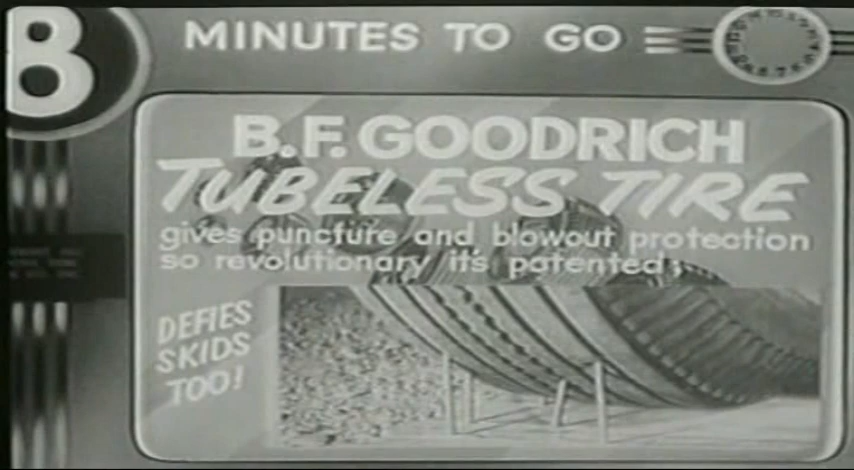 8 MINUTES TO GO
B.F. GOODRICH
TUBELESS TIRE
gives puncture and blowout protection
so revolutionary it's patented
DEFIES
SKIDS
TOO!